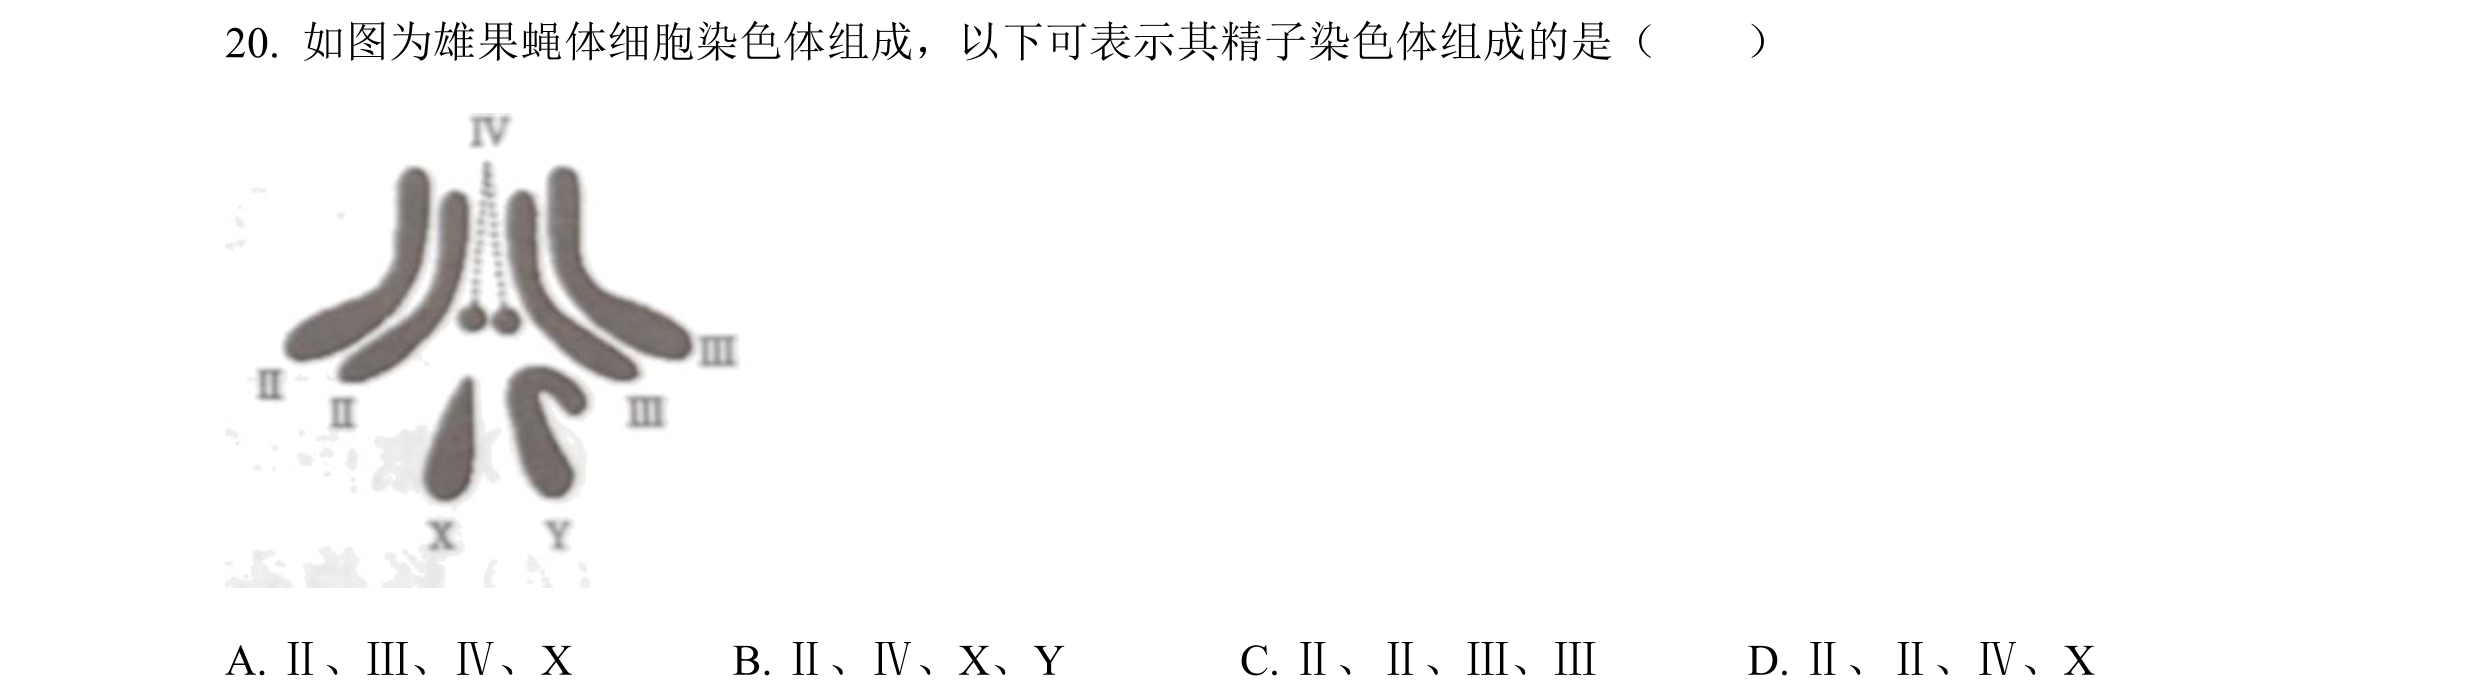 20. 如图为雄果蝇体细胞染色体组成，以下可表示其精子染色体组成的是（　　）
Ⅳ
Ⅲ
Ⅱ
Ⅱ
Ⅲ
X Y
A. Ⅱ、Ⅲ、Ⅳ、X B. Ⅱ、Ⅳ、X、Y C. Ⅱ、Ⅱ、Ⅲ、Ⅲ D. Ⅱ、Ⅱ、Ⅳ、X